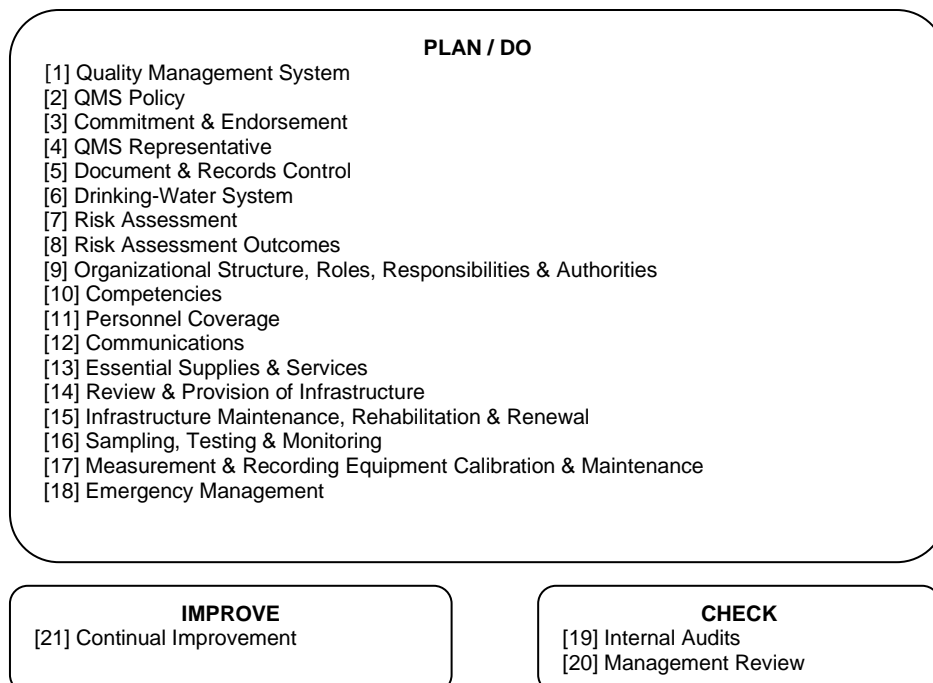 PLAN / DO
[1] Quality Management System
[2] QMS Policy
[3] Commitment & Endorsement
[4] QMS Representative
[5] Document & Records Control
[6] Drinking-Water System
[7] Risk Assessment
[8] Risk Assessment Outcomes
[9] Organizational Structure, Roles, Responsibilities & Authorities
[10] Competencies
[11] Personnel Coverage
[12] Communications
[13] Essential Supplies & Services
[14] Review & Provision of Infrastructure
[15] Infrastructure Maintenance, Rehabilitation & Renewal
[16] Sampling, Testing & Monitoring
[17] Measurement & Recording Equipment Calibration & Maintenance
[18] Emergency Management
IMPROVE
[21] Continual Improvement
CHECK
[19] Internal Audits
[20] Management Review